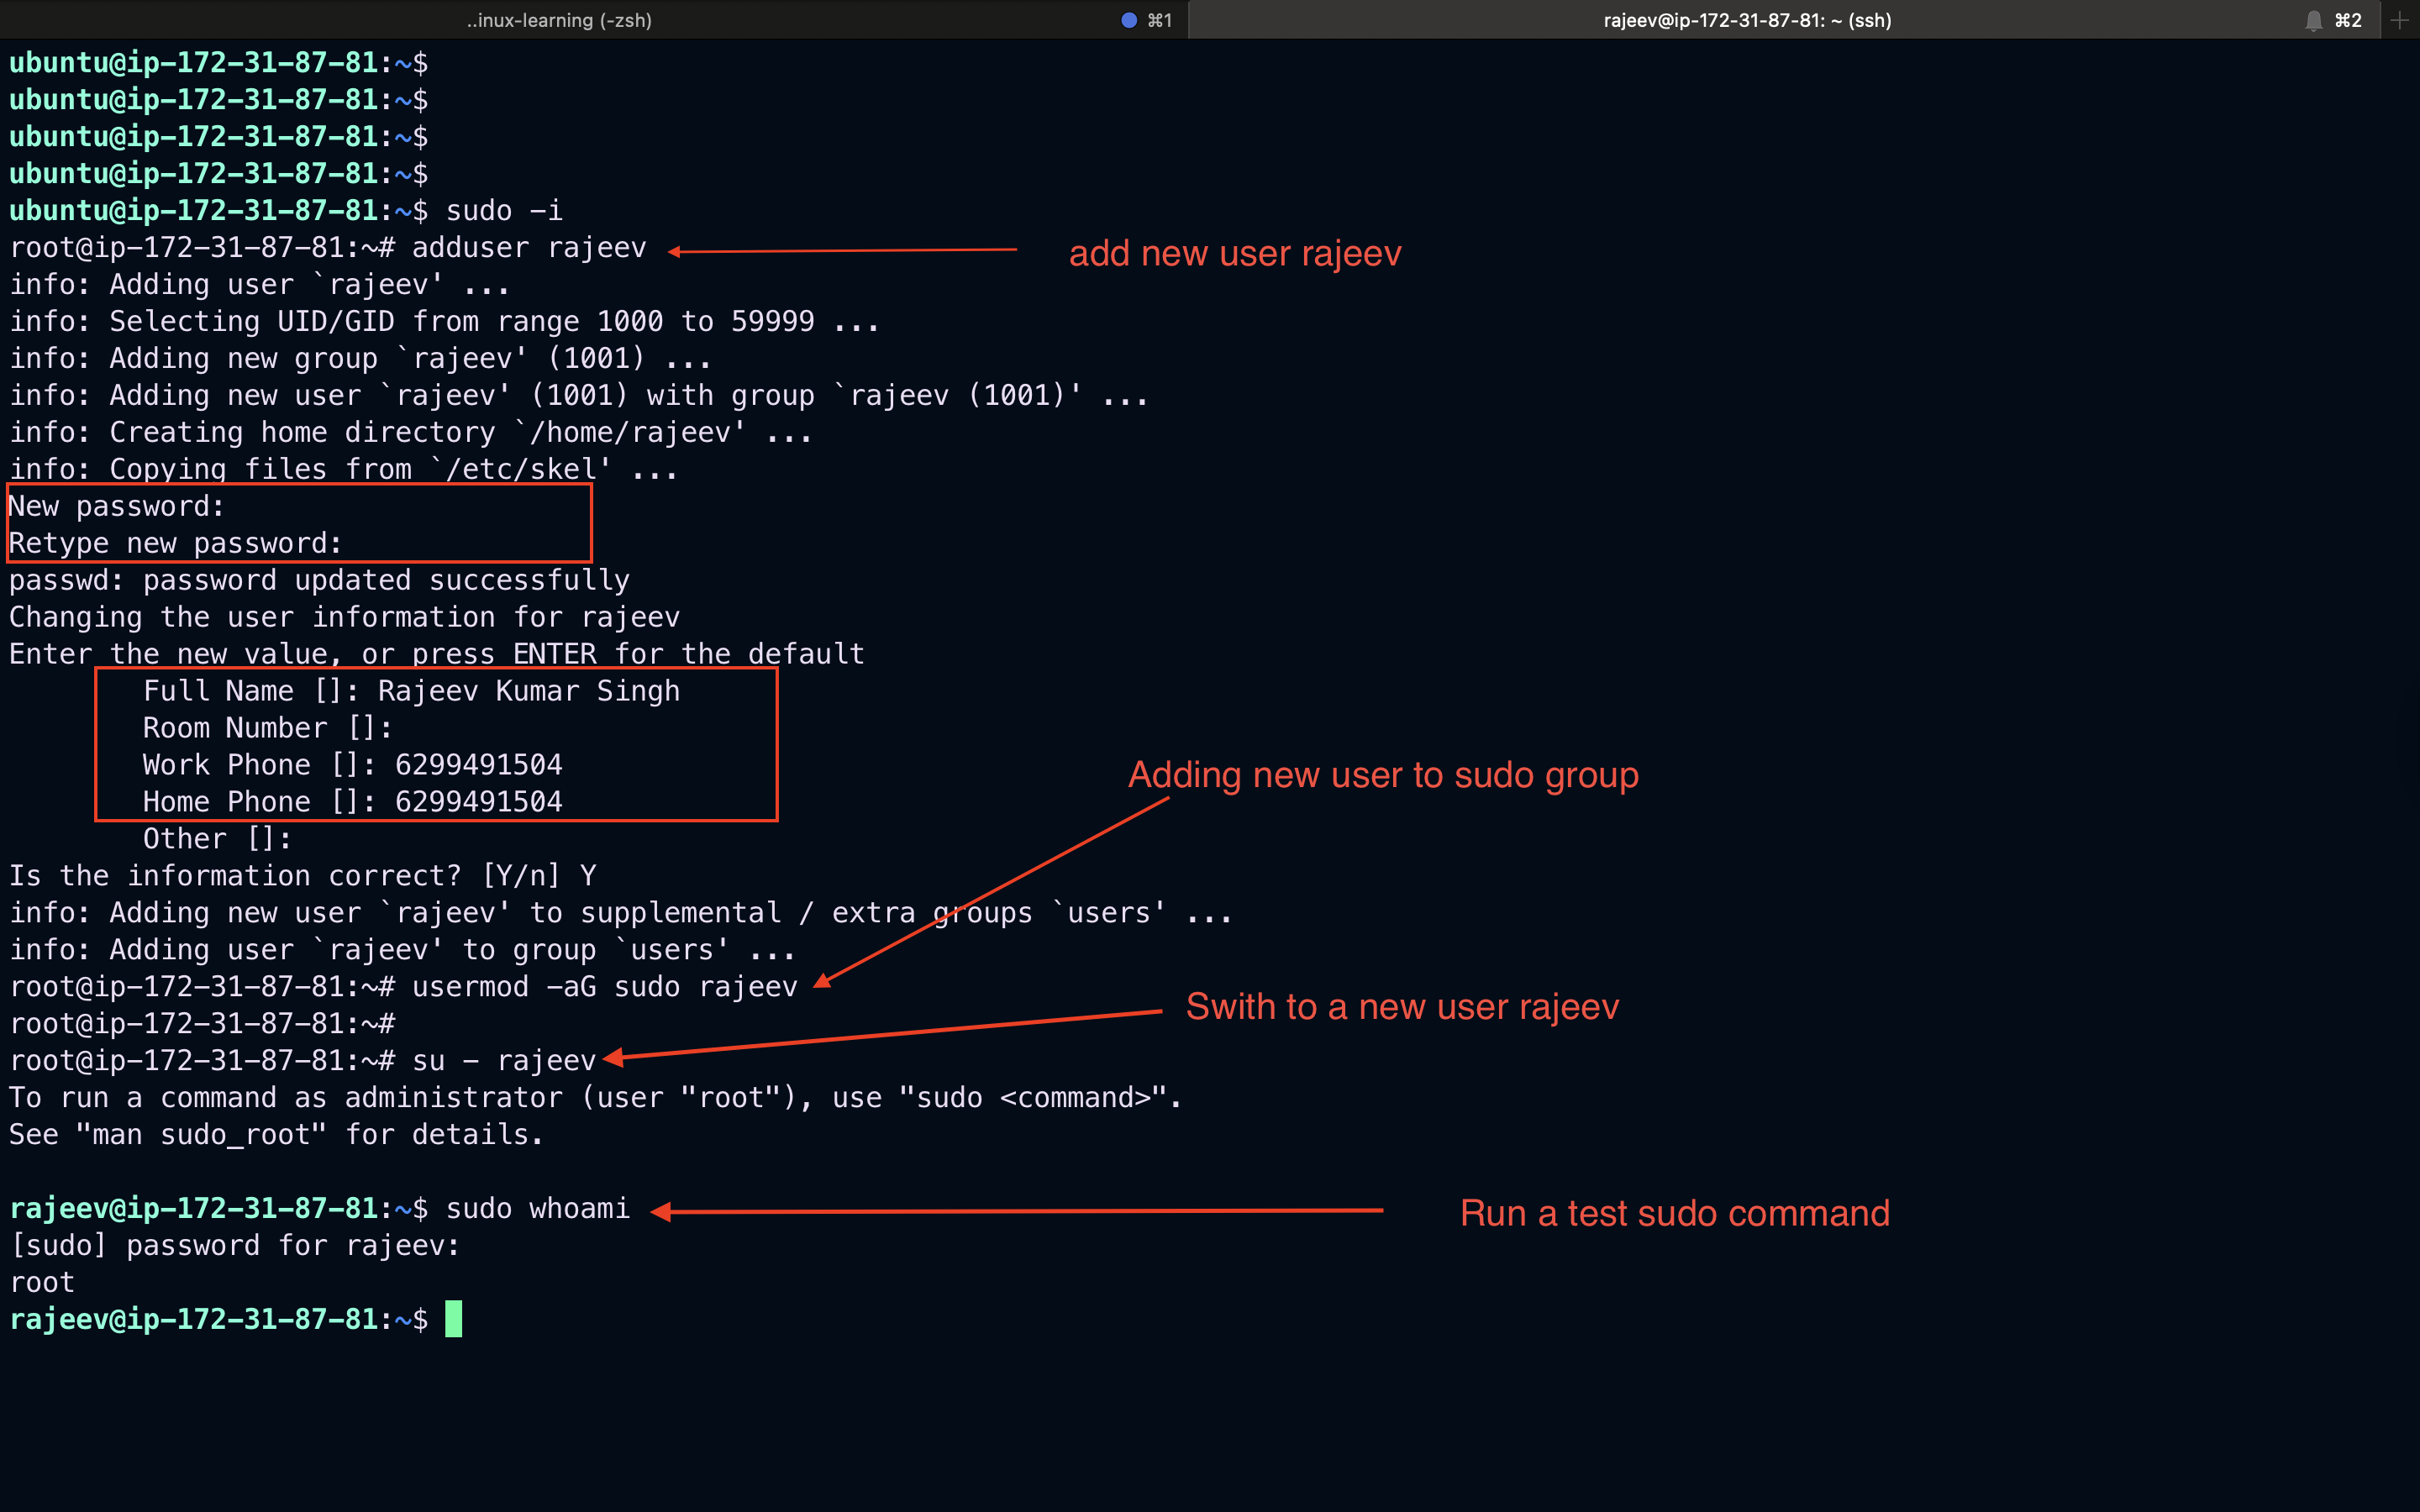 ..inux-learning (-zsh) ⌘1 rajeev@ip-172-31-87-81: ~ (ssh) ⌘2
ubuntu@ip-172-31-87-81:~$
ubuntu@ip-172-31-87-81:~$
ubuntu@ip-172-31-87-81:~$
ubuntu@ip-172-31-87-81:~$
ubuntu@ip-172-31-87-81:~$ sudo -i
root@ip-172-31-87-81:~# adduser rajeev add new user rajeev
info: Adding user `rajeev' ...
info: Selecting UID/GID from range 1000 to 59999 ...
info: Adding new group `rajeev' (1001) ...
info: Adding new user `rajeev' (1001) with group `rajeev (1001)' ...
info: Creating home directory `/home/rajeev' ...
info: Copying files from `/etc/skel' ...
New password:
Retype new password:
passwd: password updated successfully
Changing the user information for rajeev
Enter the new value, or press ENTER for the default
Full Name []: Rajeev Kumar Singh
Room Number []:
Work Phone []: 6299491504
Adding new user to sudo group
Home Phone []: 6299491504
Other []:
Is the information correct? [Y/n] Y
info: Adding new user `rajeev' to supplemental / extra groups `users' ...
info: Adding user `rajeev' to group `users' ...
root@ip-172-31-87-81:~# usermod -aG sudo rajeev
Swith to a new user rajeev
root@ip-172-31-87-81:~#
root@ip-172-31-87-81:~# su - rajeev
To run a command as administrator (user "root"), use "sudo <command>".
See "man sudo_root" for details.
rajeev@ip-172-31-87-81:~$ sudo whoami Run a test sudo command
[sudo] password for rajeev:
root
rajeev@ip-172-31-87-81:~$